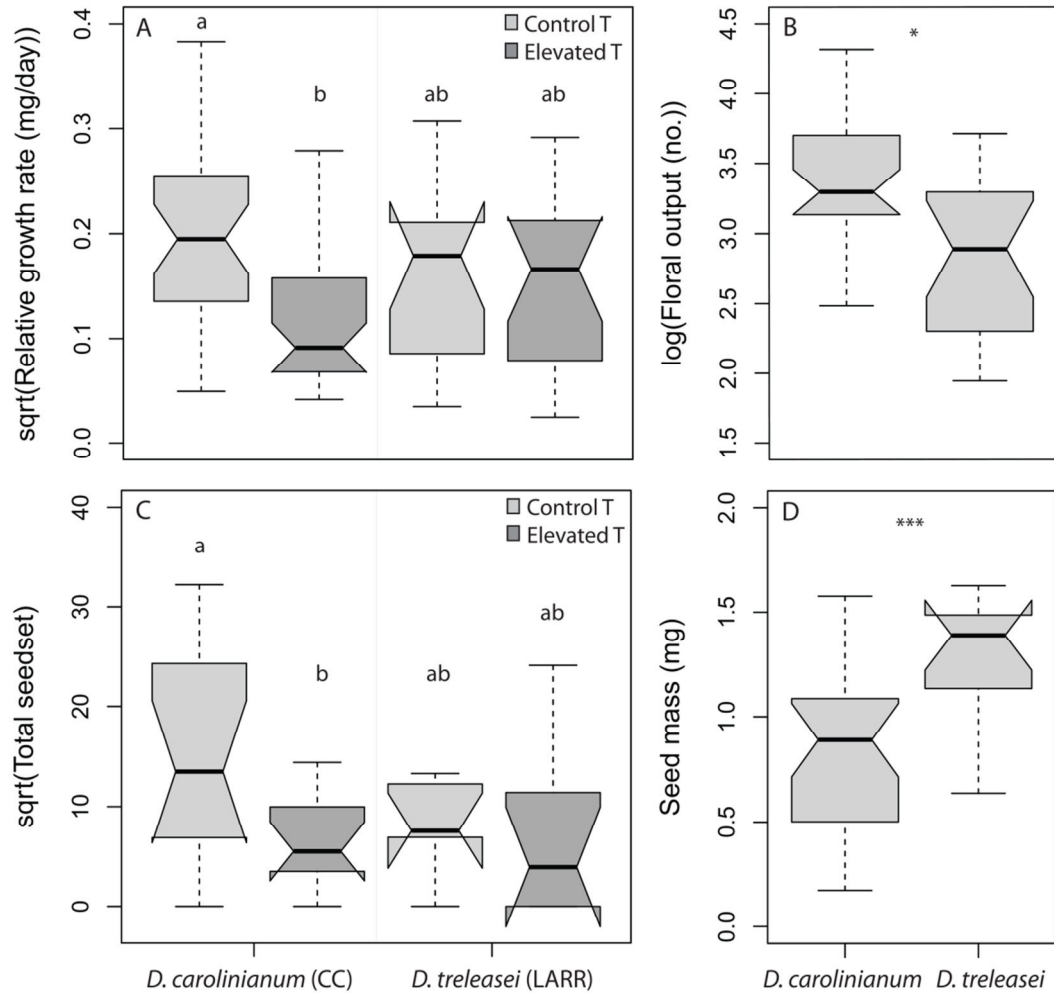 A
Control T
Elevated T
a
b
ab
ab
sqrt(Relative growth rate (mg/day))
0.4
0.3
0.2
0.1
0.0
B
*
log(Floral output (no.))
4.5
4.0
3.5
3.0
2.5
2.0
1.5
C
Control T
Elevated T
a
b
ab
ab
sqrt(Total seedset)
40
30
20
10
0
D. carolinianum (CC)
D. treleasei (LARR)
D
***
Seed mass (mg)
2.0
1.5
1.0
0.5
0.0
D. carolinianum
D. treleasei